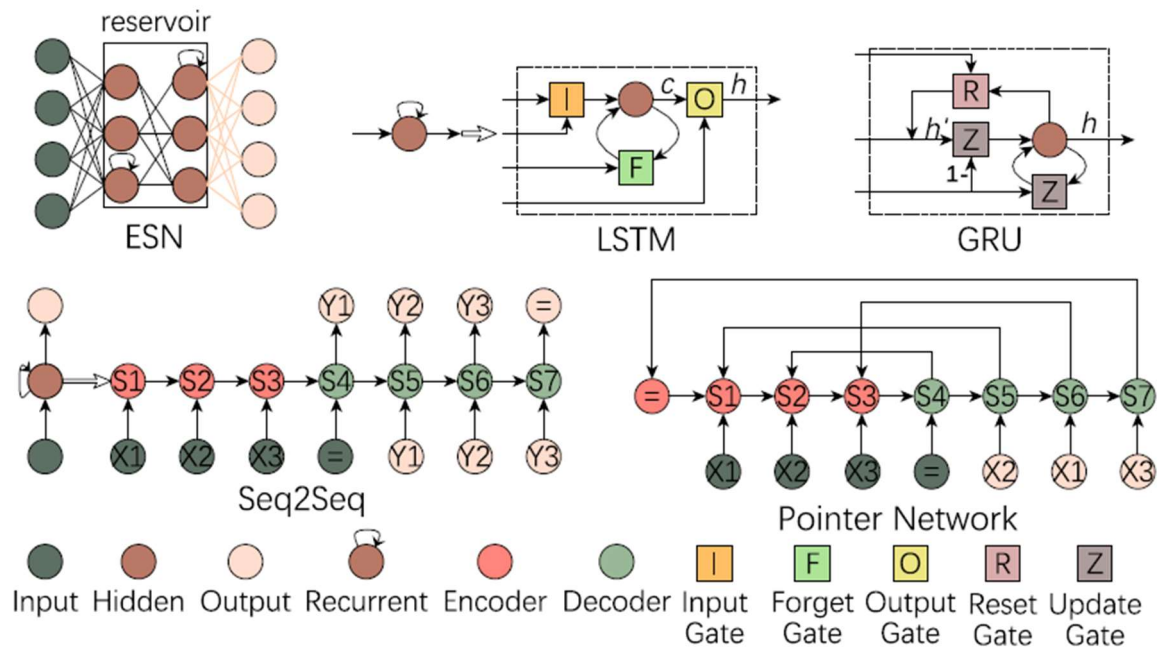 reservoir
ESN
I c O h
F
LSTM
R
h' Z h
1-
Z
GRU
Y1 Y2 Y3 =
S1 S2 S3 S4 S5 S6 S7
X1 X2 X3 = Y1 Y2 Y3
Seq2Seq
= S1 S2 S3 S4 S5 S6 S7
X1 X2 X3 = X2 X1 X3
Pointer Network
I F O R Z
Input Hidden Output Recurrent Encoder Decoder Input Forget Output Reset Update
Gate Gate Gate Gate Gate